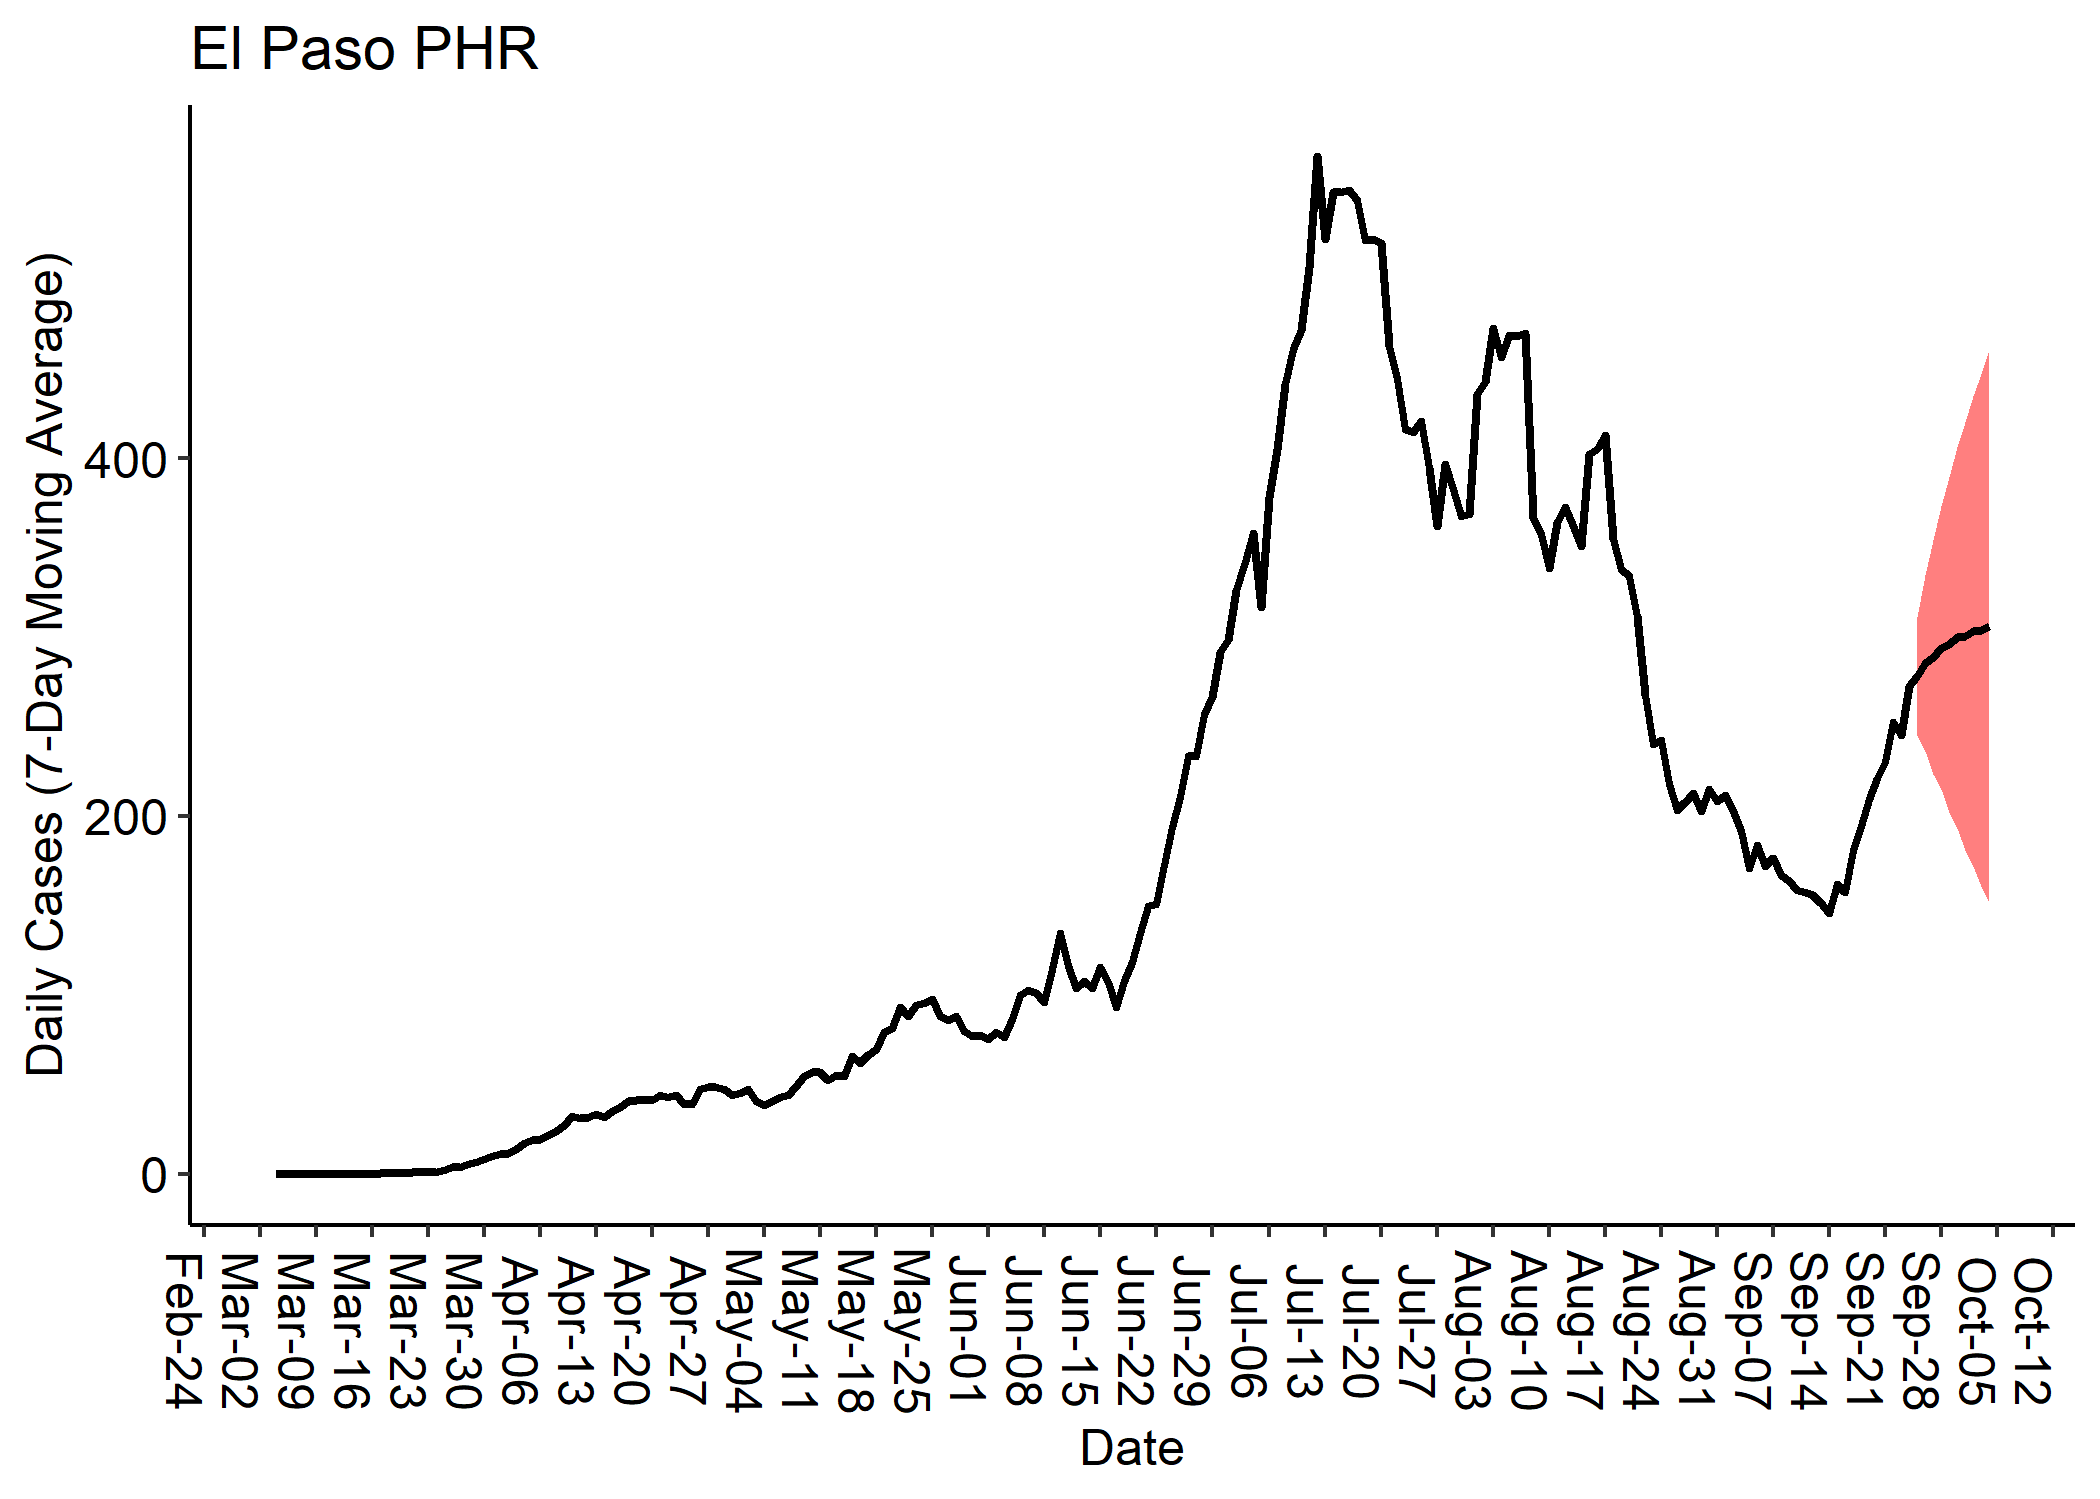 El Paso PHR
Daily Cases (7-Day Moving Average)
400
200
0
Feb-24
Mar-02
Mar-09
Mar-16
Mar-23
Mar-30
Apr-06
Apr-13
Apr-20
Apr-27
May-04
May-11
May-18
May-25
Jun-01
Jun-08
Jun-15
Jun-22
Jun-29
Jul-06
Jul-13
Jul-20
Jul-27
Aug-03
Aug-10
Aug-17
Aug-24
Aug-31
Sep-07
Sep-14
Sep-21
Sep-28
Oct-05
Oct-12
Date